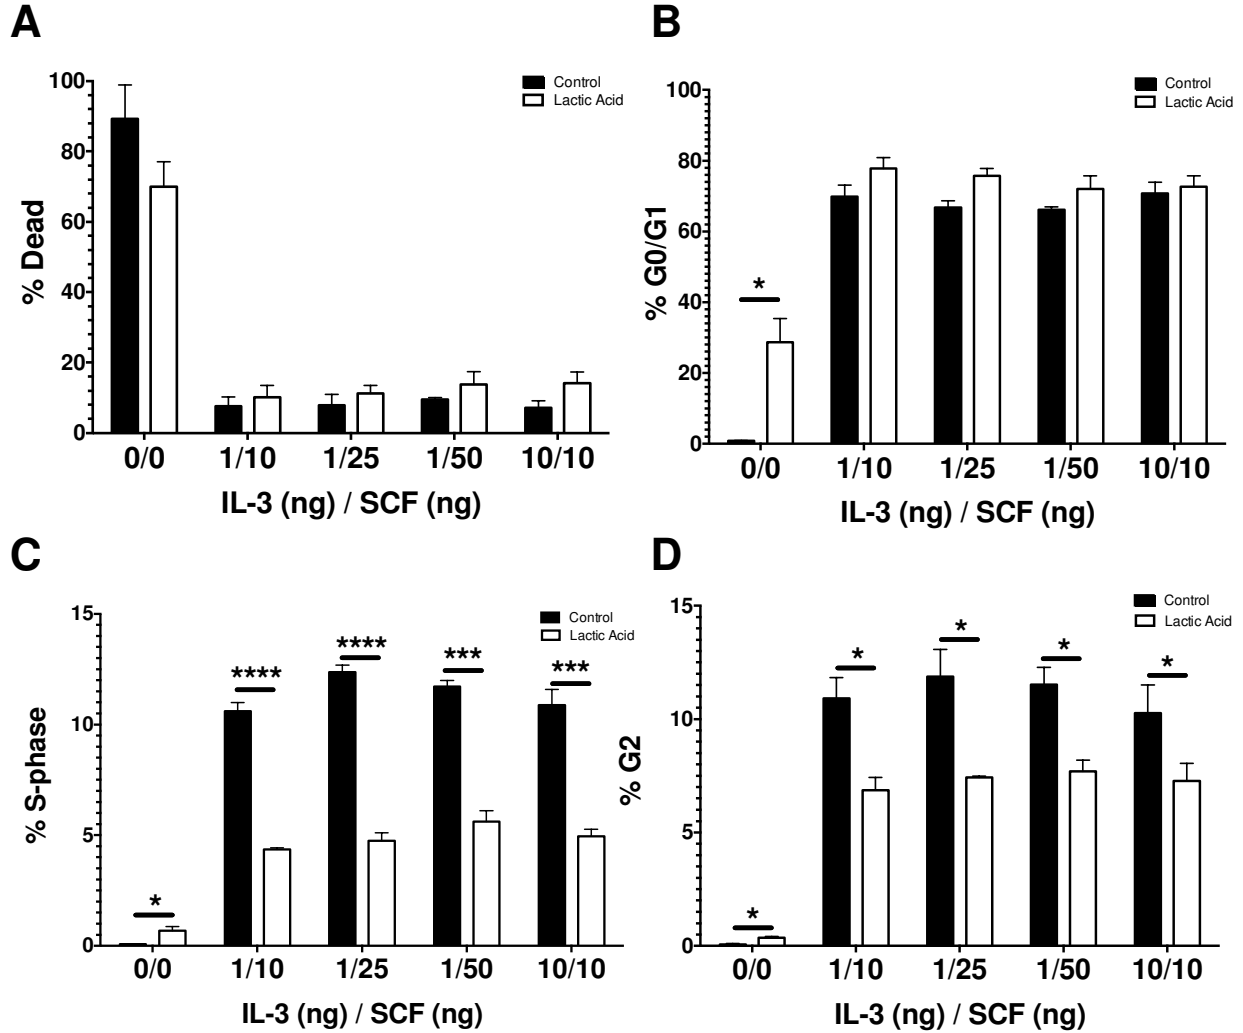 A
100
80
60
40
20
0
% Dead
Control
Lactic Acid
0/0 1/10 1/25 1/50 10/10
IL-3 (ng) / SCF (ng)
B
100
80
60
40
20
0
% G0/G1
Control
Lactic Acid
*
0/0 1/10 1/25 1/50 10/10
IL-3 (ng) / SCF (ng)
C
15
10
5
0
% S-phase
Control
Lactic Acid
* **** **** *** ***
0/0 1/10 1/25 1/50 10/10
IL-3 (ng) / SCF (ng)
D
15
10
5
0
% G2
Control
Lactic Acid
* * * * *
0/0 1/10 1/25 1/50 10/10
IL-3 (ng) / SCF (ng)